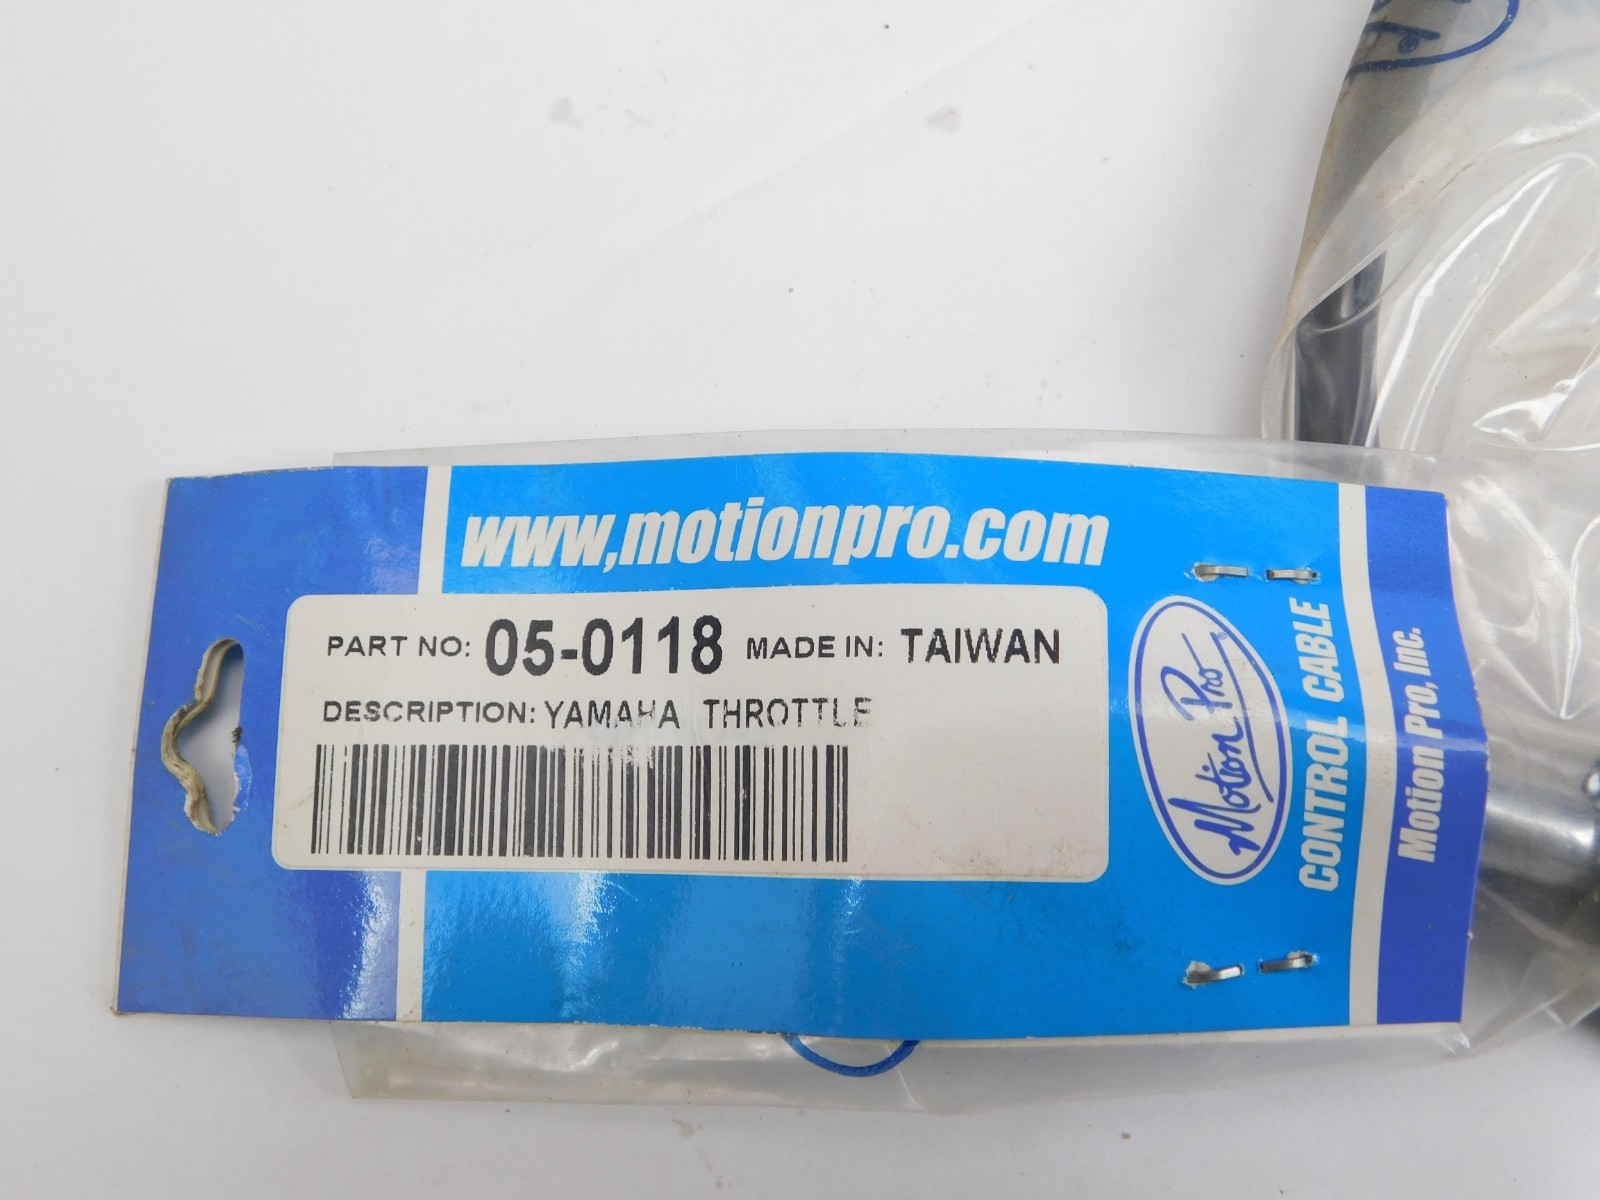 www.motionpro.com
PART NO: 05-0118 MADE IN: TAIWAN
DESCRIPTION: YAMAHA THROTTLE
Motion Pro®
CONTROL CABLE
Motion Pro, Inc.